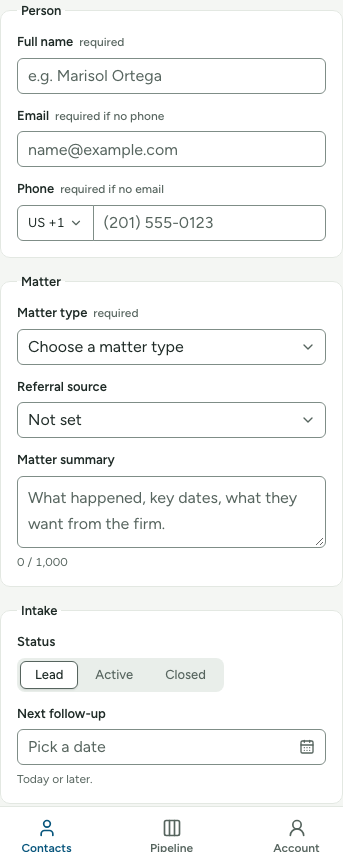 Person
Full name required
e.g. Marisol Ortega
Email required if no phone
name@example.com
Phone required if no email
US +1 (201) 555-0123
Matter
Matter type required
Choose a matter type
Referral source
Not set
Matter summary
What happened, key dates, what they
want from the firm.
0 / 1,000
Intake
Status
Lead Active Closed
Next follow-up
Pick a date
Today or later.
Contacts Pipeline Account